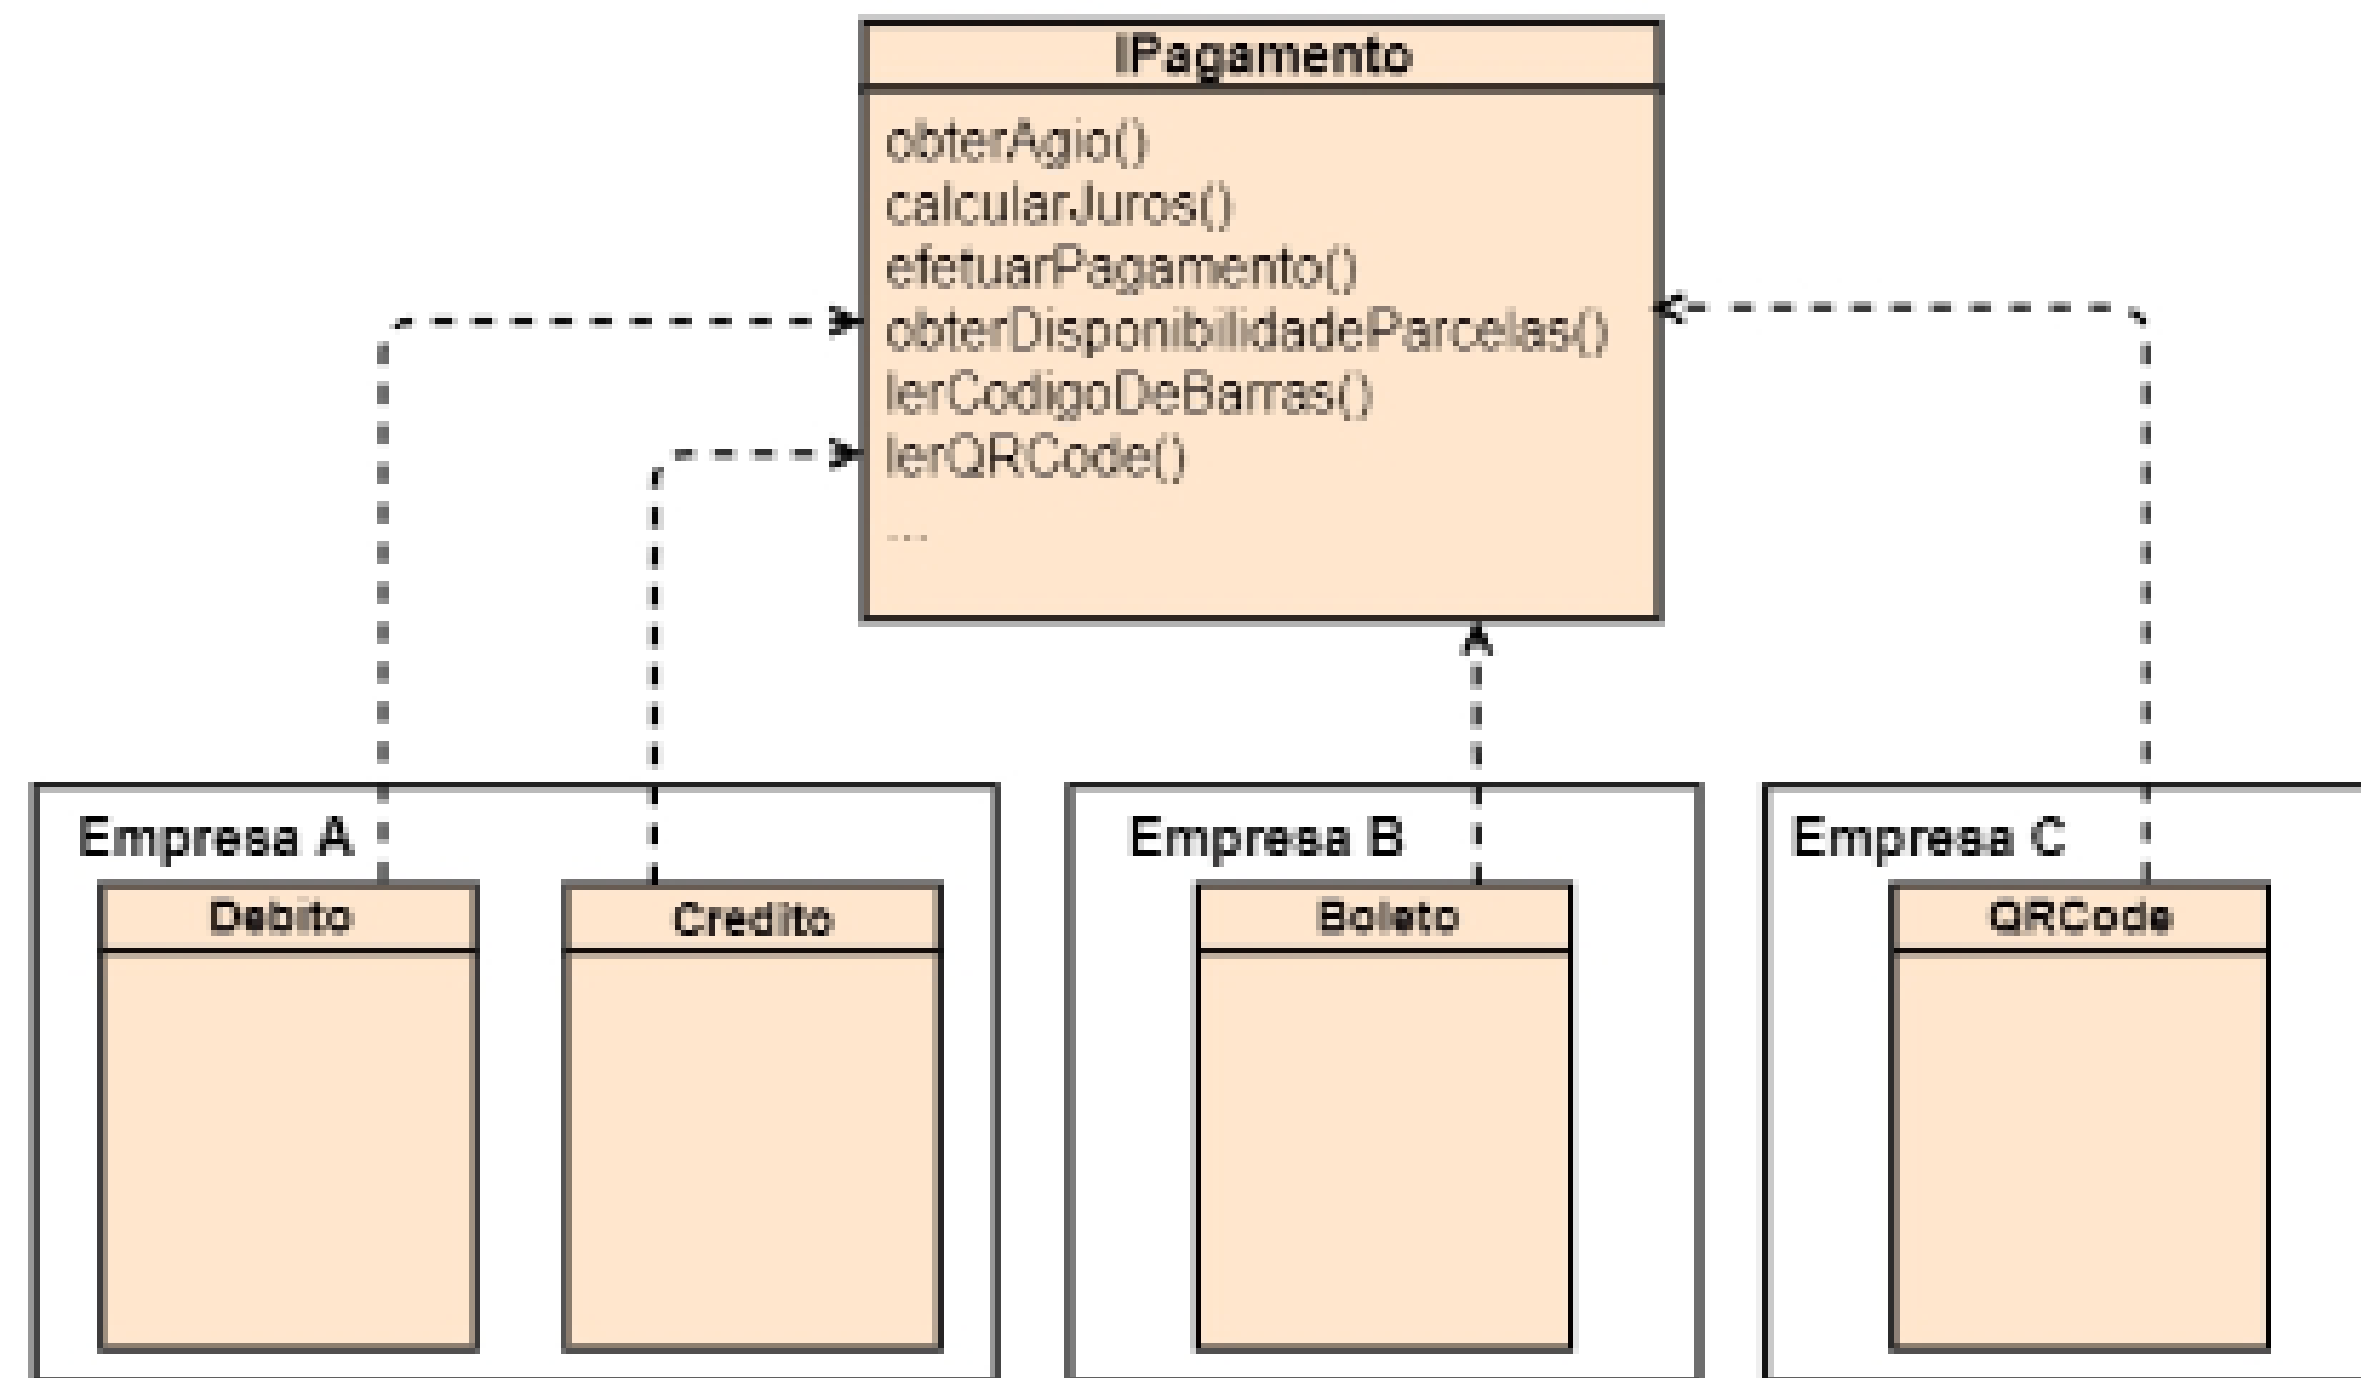 IPagamento
obterAgio()
calcularJuros()
efetuarPagamento()
obterDisponibilidadeParcelas()
lerCodigoDeBarras()
lerQRCode()
...
Empresa A
Debito
Credito
Empresa B
Boleto
Empresa C
QRCode